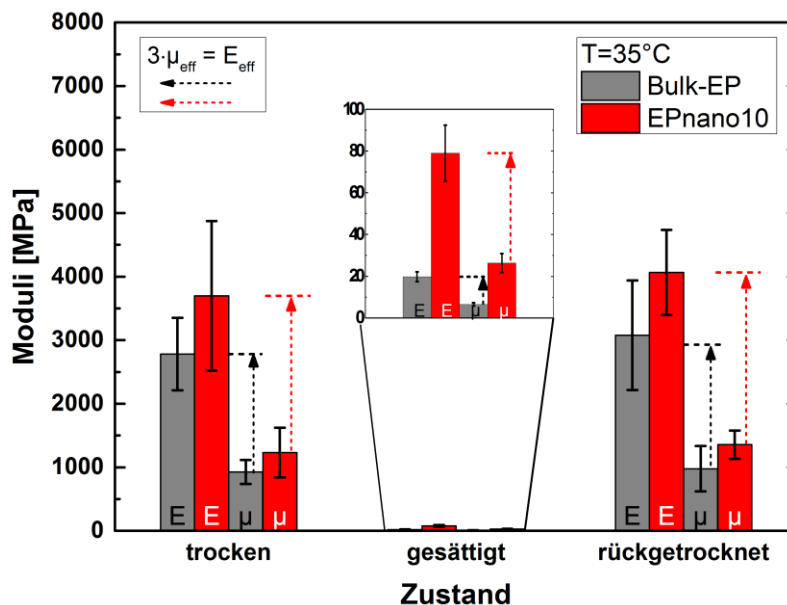 8000
7000
6000
5000
4000
3000
2000
1000
0
Moduli [MPa]
3·μeff = Eeff
T=35°C
Bulk-EP
EPnano10
100
80
60
40
20
0
E
E
μ
μ
E
E
μ
μ
E
E
μ
μ
trocken
gesättigt
rückgetrocknet
Zustand